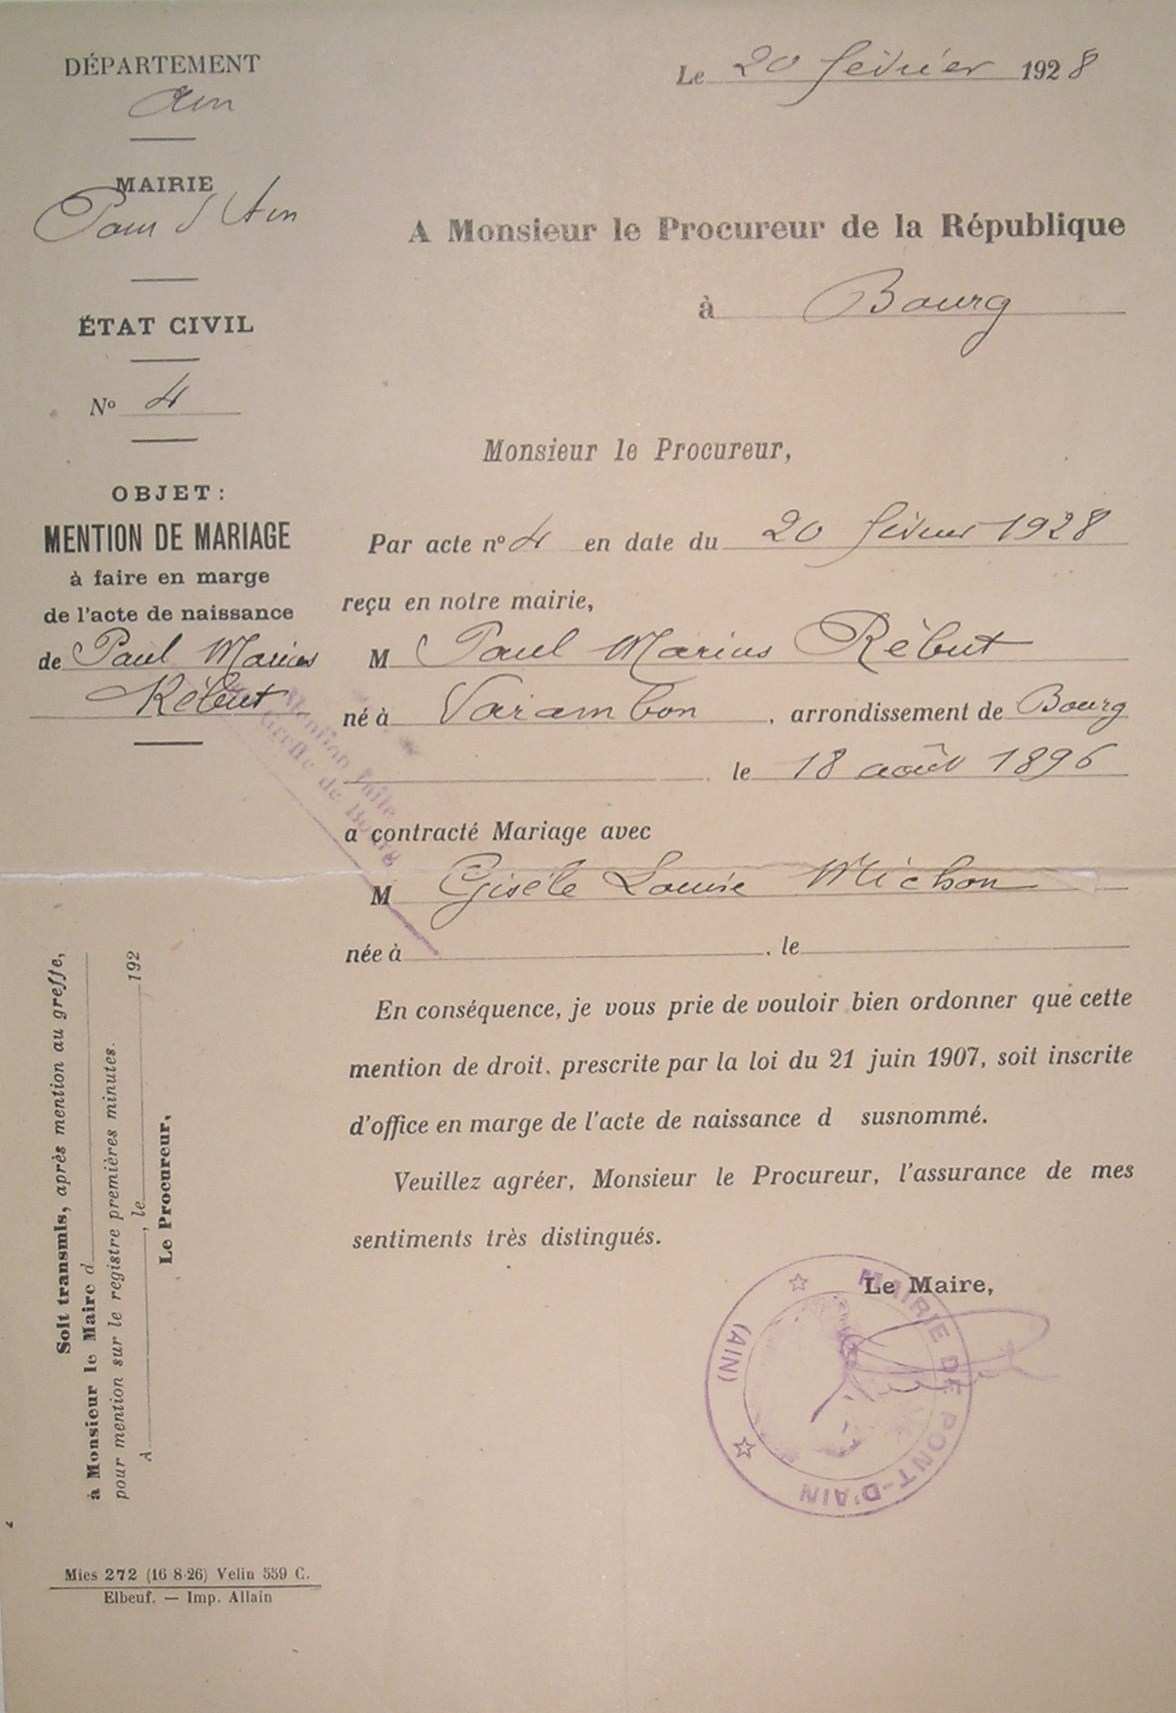 DÉPARTEMENT
Ain
MAIRIE
Pont d'Ain
ÉTAT CIVIL
Nº 4
OBJET :
MENTION DE MARIAGE
à faire en marge
de l'acte de naissance
de Paul Marius
Rébut
Le 20 février 1928
A Monsieur le Procureur de la République
à Bourg
Monsieur le Procureur,
Par acte nº 4 en date du 20 février 1928
reçu en notre mairie,
M Paul Marius Rébut
né à Varambon , arrondissement de Bourg
le 18 août 1896
a contracté Mariage avec
M Gisèle Louise Michon
née à , le
En conséquence, je vous prie de vouloir bien ordonner que cette
mention de droit, prescrite par la loi du 21 juin 1907, soit inscrite
d'office en marge de l'acte de naissance d susnommé.
Veuillez agréer, Monsieur le Procureur, l'assurance de mes
sentiments très distingués.
Le Maire,
MAIRIE DE PONT-D'AIN
(AIN)
Mention faite
Greffe de Bourg
Soit transmis, après mention au greffe,
à Monsieur le Maire d
pour mention sur le registre premières minutes.
A , le 192
Le Procureur,
Mies 272 (16 8-26) Velin 559 C.
Elbeuf. — Imp. Allain